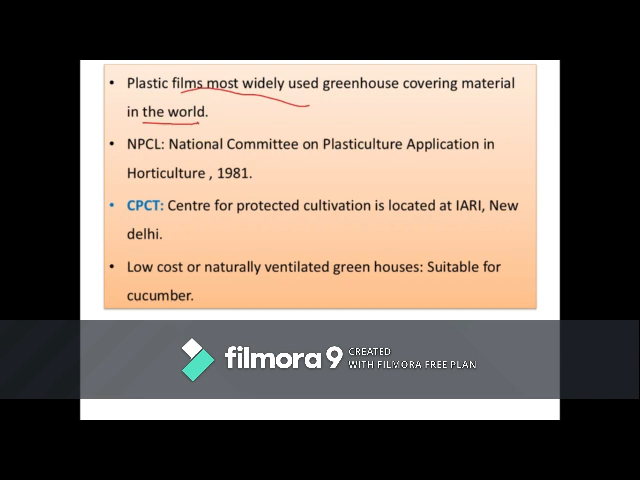 • Plastic films most widely used greenhouse covering material
in the world.
• NPCL: National Committee on Plasticulture Application in
Horticulture , 1981.
• CPCT: Centre for protected cultivation is located at IARI, New
delhi.
• Low cost or naturally ventilated green houses: Suitable for
cucumber.
filmora 9 CREATED
WITH FILMORA FREE PLAN